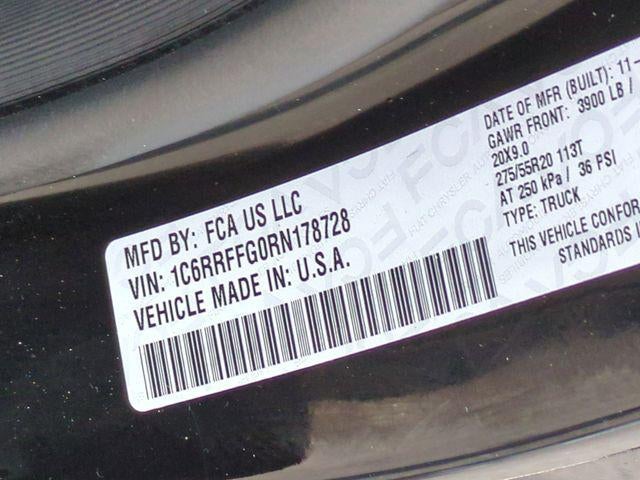 MFD BY: FCA US LLC
VIN: 1C6RRFFG0RN178728
VEHICLE MADE IN: U.S.A.
DATE OF MFR (BUILT): 11-
GAWR FRONT: 3900 LB /
20X9.0
275/55R20 113T
AT 250 kPa / 36 PSI
TYPE: TRUCK
THIS VEHICLE CONFOR
STANDARDS I